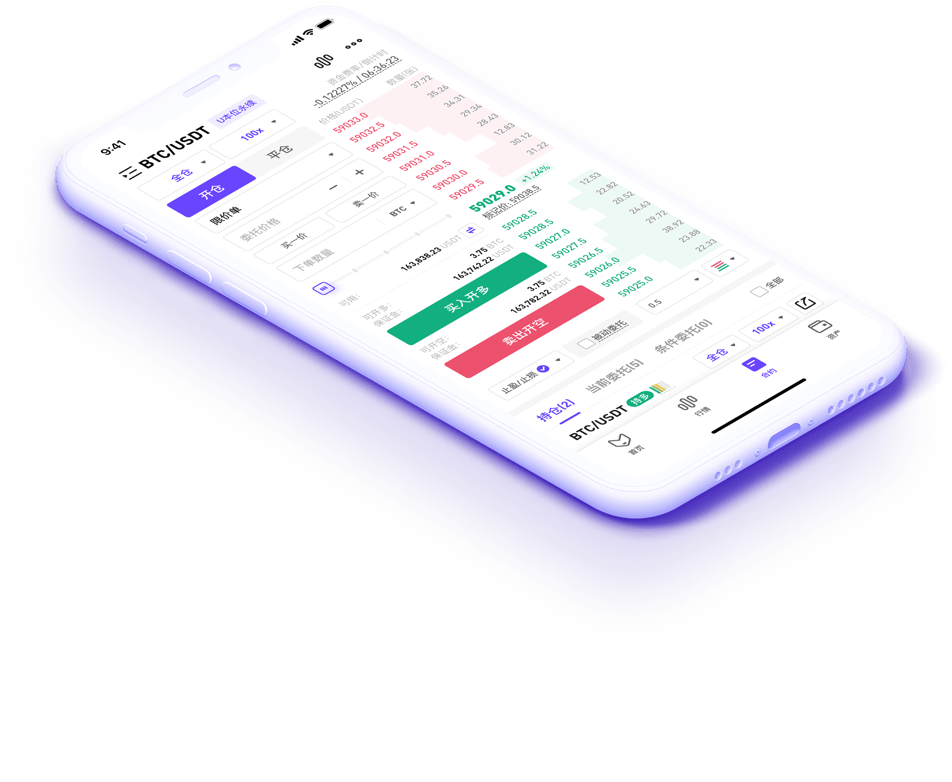 9:41
BTC/USDT
U本位永续
全仓
100x
开仓
平仓
限价单
委托价格
买一价
卖一价
下单数量
BTC
可用:
163,838.23 USDT
可开多:
3.75 BTC
保证金:
163,742.22 USDT
买入开多
可开空:
3.75 BTC
保证金:
163,782.32 USDT
卖出开空
止盈/止损
被动委托
资金费率/倒计时
-0.12227% / 06:36:23
价格(USDT)
数量(张)
59033.0 37.72
59032.5 35.26
59032.0 34.31
59031.5 29.34
59031.0 28.43
59030.5 12.83
59030.0 30.12
59529.5 31.22
59029.0 +1.24%
标记价: 59038.5
59028.5 12.53
59028.5 22.82
59027.0 20.52
59027.5 24.63
59026.5 29.72
59026.0 38.92
59025.5 23.88
59025.0 22.33
0.5
持仓(2)
当前委托(5)
条件委托(0)
全部
BTC/USDT
持多
全仓
100x
首页
行情
合约
资产